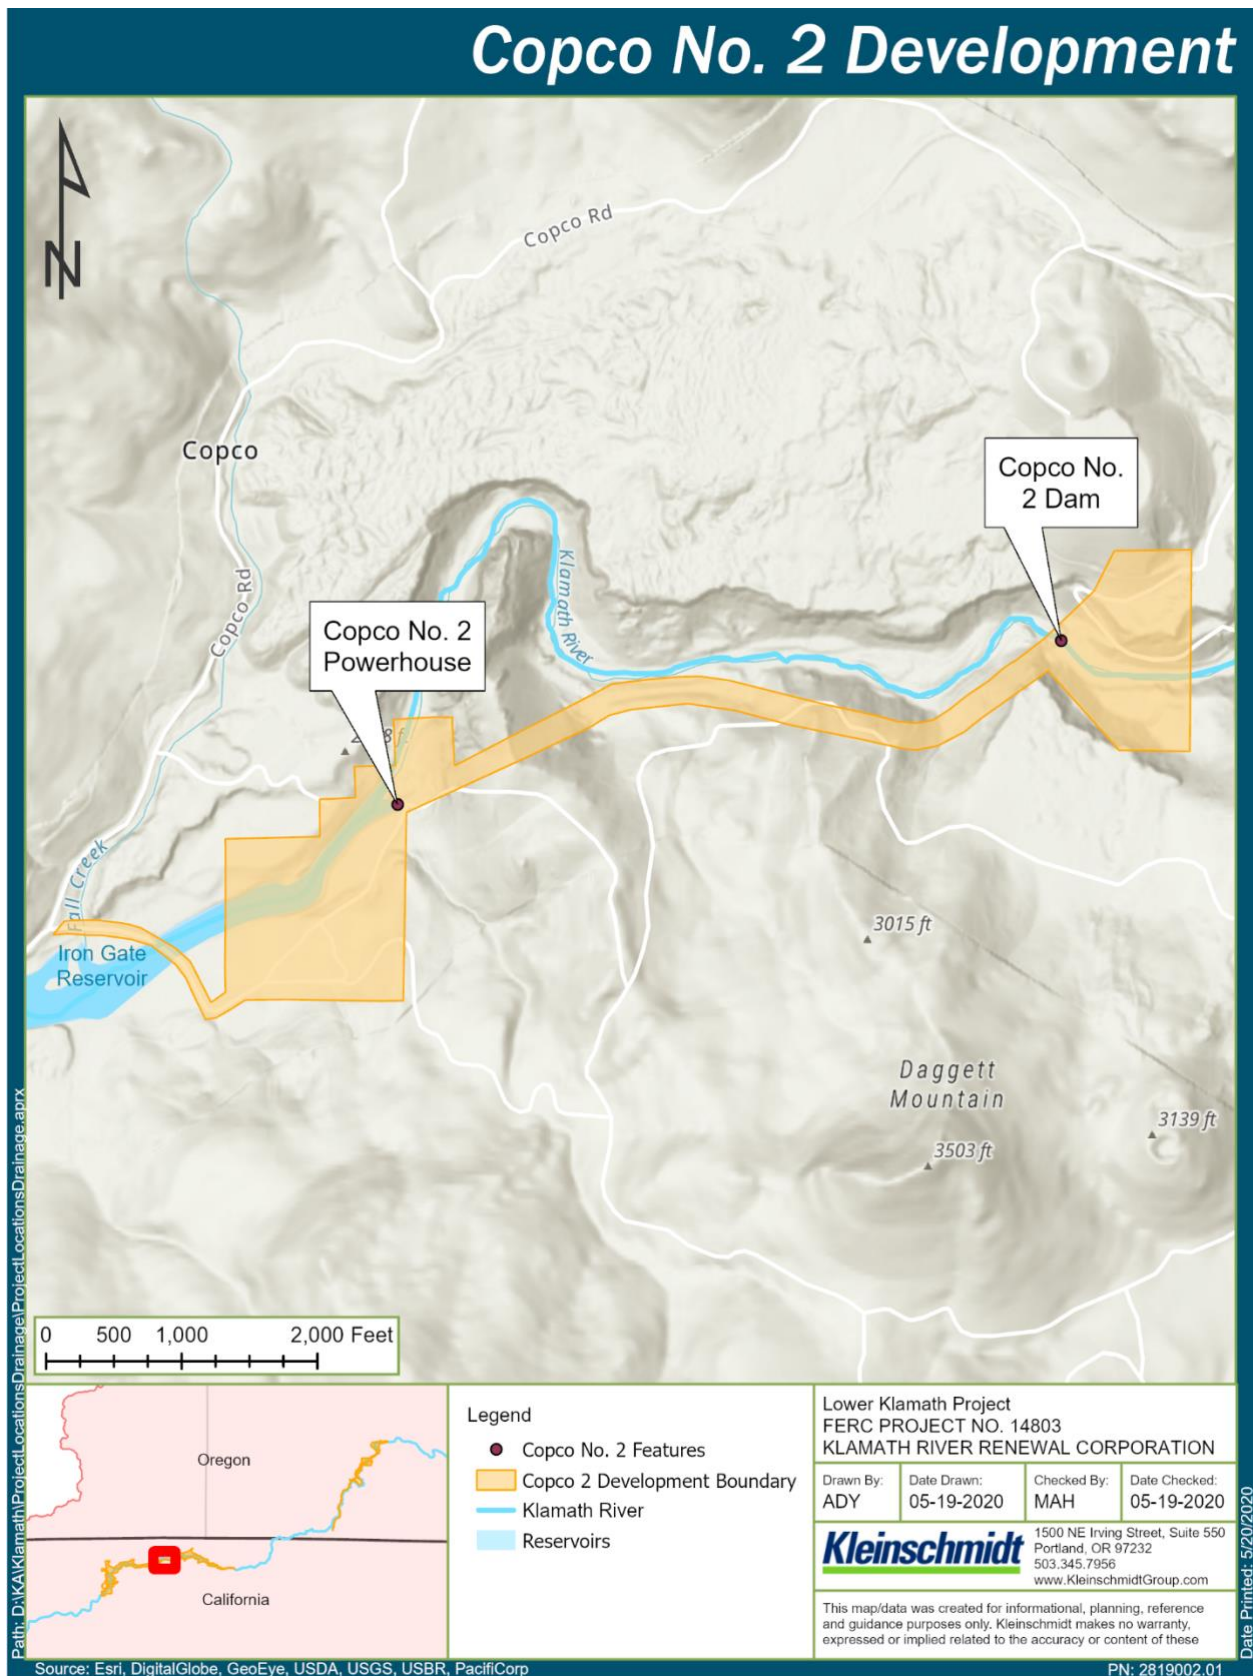 Copco No. 2 Development
N
Copco Rd
Copco
Copco No.
2 Dam
Klamath River
Copco Rd
Copco No. 2
Powerhouse
Fall Creek
Iron Gate
Reservoir
3015 ft
Daggett
Mountain
3139 ft
3503 ft
0 500 1,000 2,000 Feet
Oregon
California
Legend
Copco No. 2 Features
Copco 2 Development Boundary
Klamath River
Reservoirs
Lower Klamath Project
FERC PROJECT NO. 14803
KLAMATH RIVER RENEWAL CORPORATION
Drawn By:
ADY
Date Drawn:
05-19-2020
Checked By:
MAH
Date Checked:
05-19-2020
Kleinschmidt
1500 NE Irving Street, Suite 550
Portland, OR 97232
503.345.7956
www.KleinschmidtGroup.com
This map/data was created for informational, planning, reference
and guidance purposes only. Kleinschmidt makes no warranty,
expressed or implied related to the accuracy or content of these
Path: D:\KA\Klamath\ProjectLocationsDrainage\ProjectLocationsDrainage.aprx
Date Printed: 5/20/2020
Source: Esri, DigitalGlobe, GeoEye, USDA, USGS, USBR, PacifiCorp
PN: 2819002.01